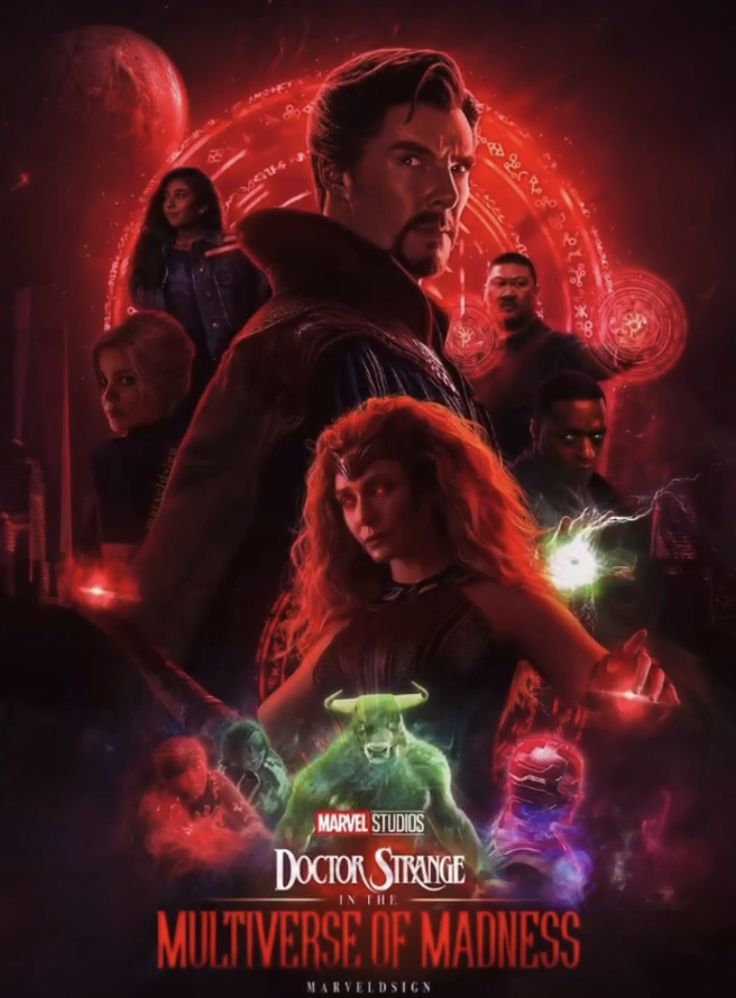 MARVEL STUDIOS
DOCTOR STRANGE
IN THE
MULTIVERSE OF MADNESS
MARVELDSIGN